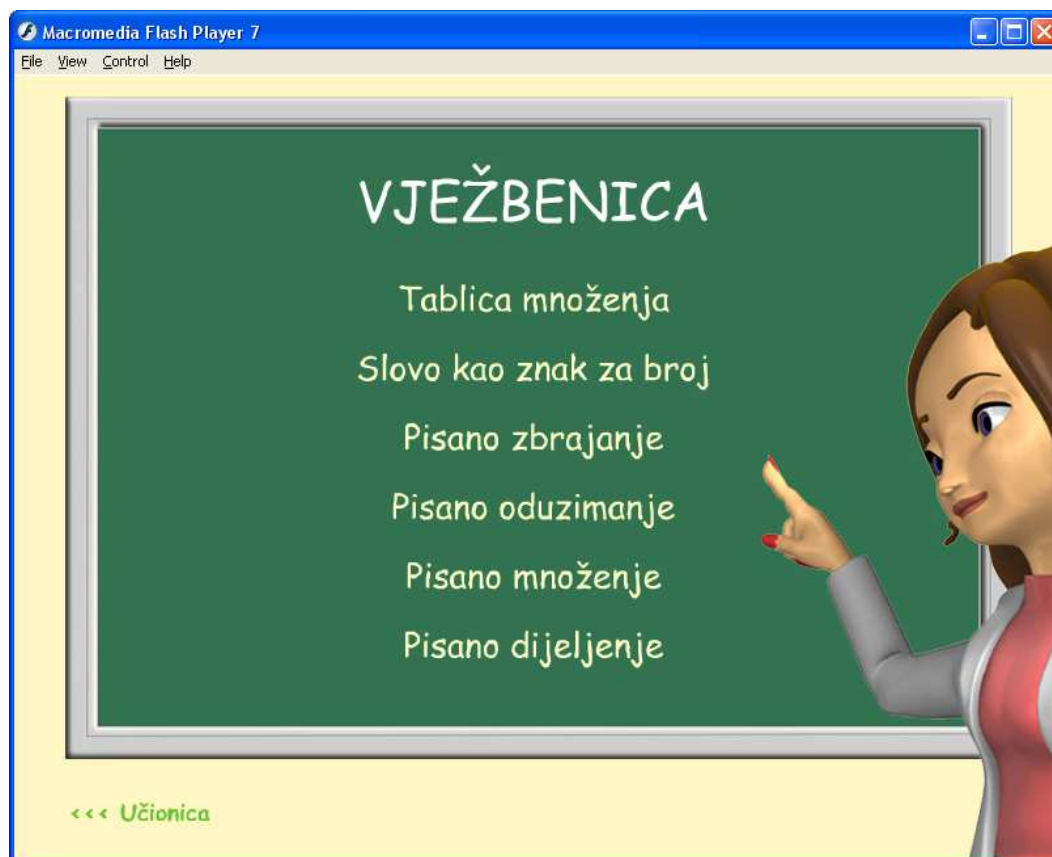 Macromedia Flash Player 7
File View Control Help
VJEŽBENICA
Tablica množenja
Slovo kao znak za broj
Pisano zbrajanje
Pisano oduzimanje
Pisano množenje
Pisano dijeljenje
<<< Učionica